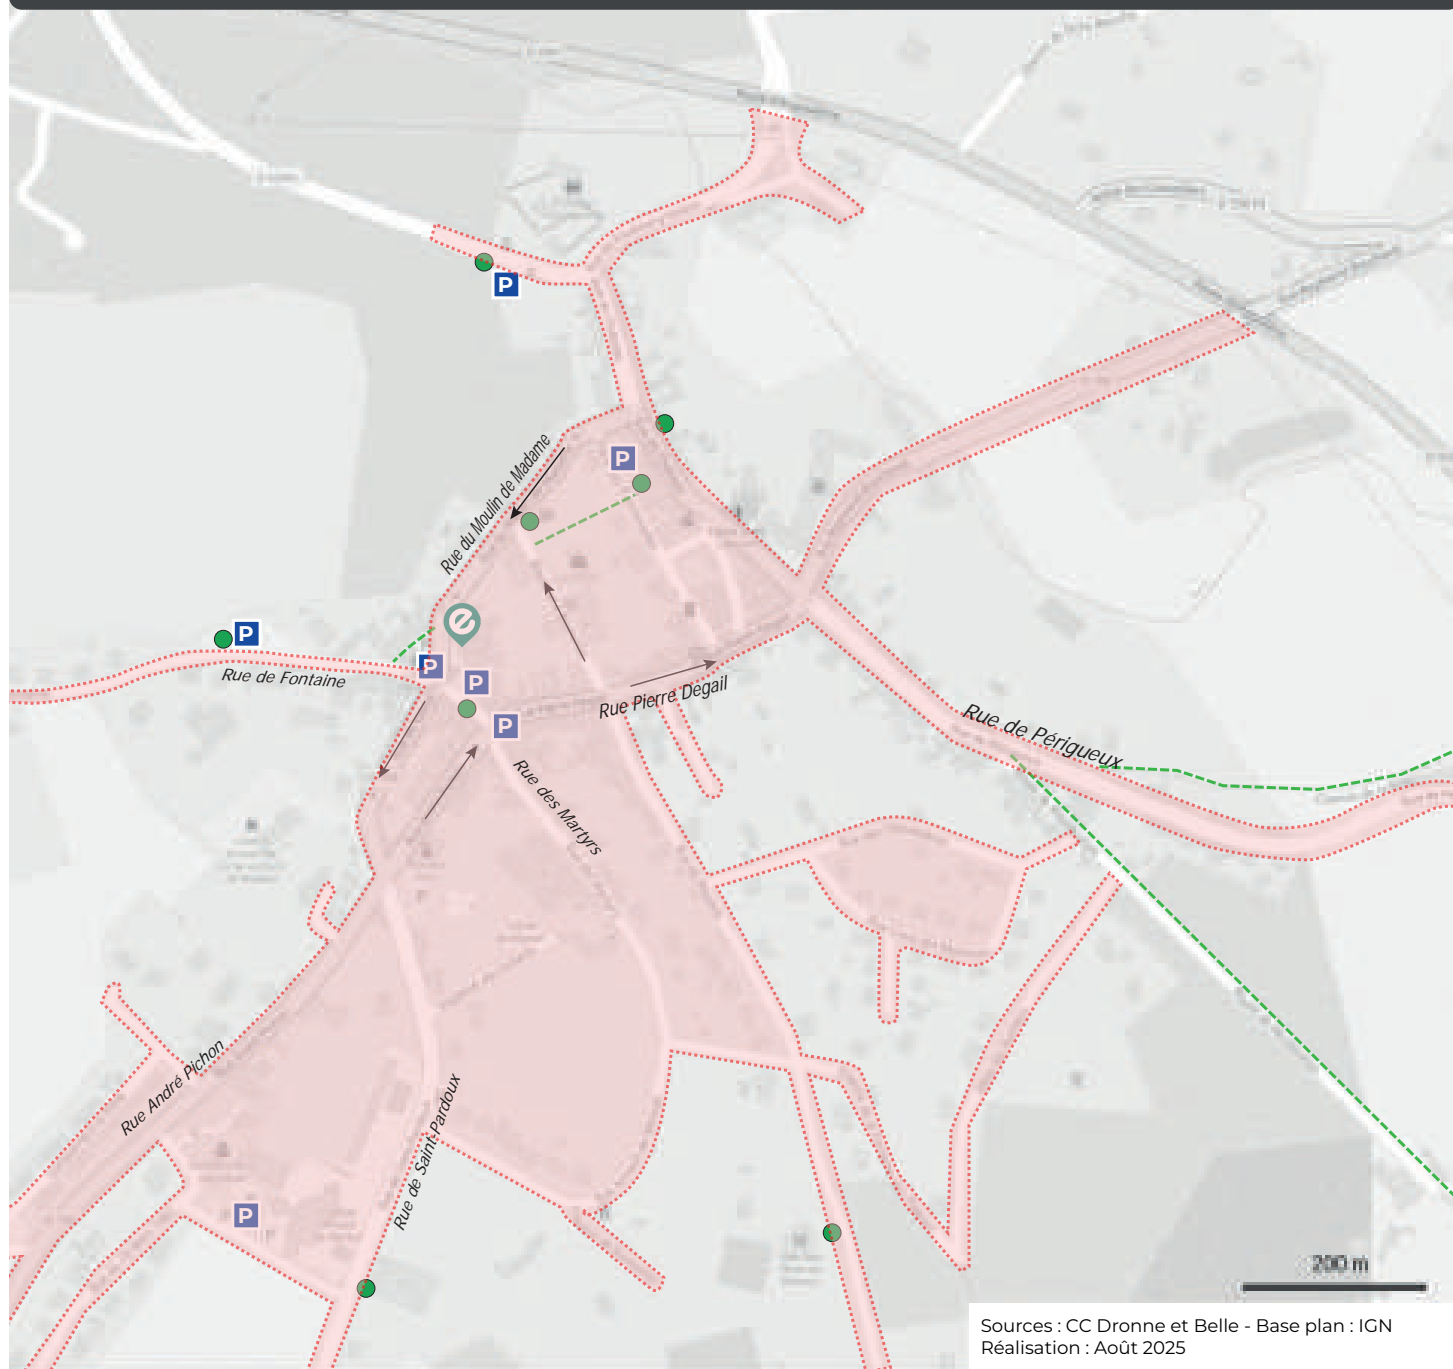 P
Rue du Moulin de Madame
P
P
Rue de Fontaine
e
P
P
P
Rue Pierre Degail
Rue de Périgueux
Rue des Martyrs
Rue André Pichon
Rue de Saint-Pardoux
P
200 m
Sources : CC Dronne et Belle - Base plan : IGN
Réalisation : Août 2025